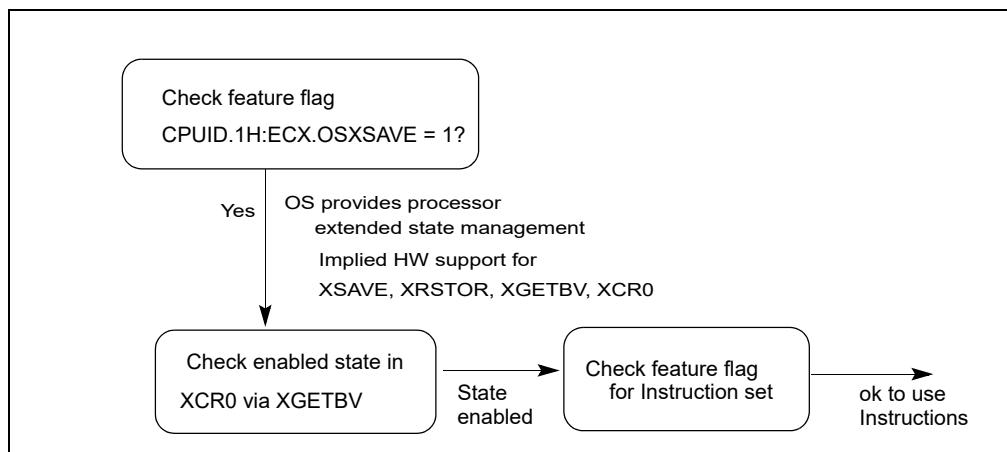 Check feature flag
CPUID.1H:ECX.OSXSAVE = 1?
Yes
OS provides processor
extended state management
Implied HW support for
XSAVE, XRSTOR, XGETBV, XCR0
Check enabled state in
XCR0 via XGETBV
State
enabled
Check feature flag
for Instruction set
ok to use
Instructions